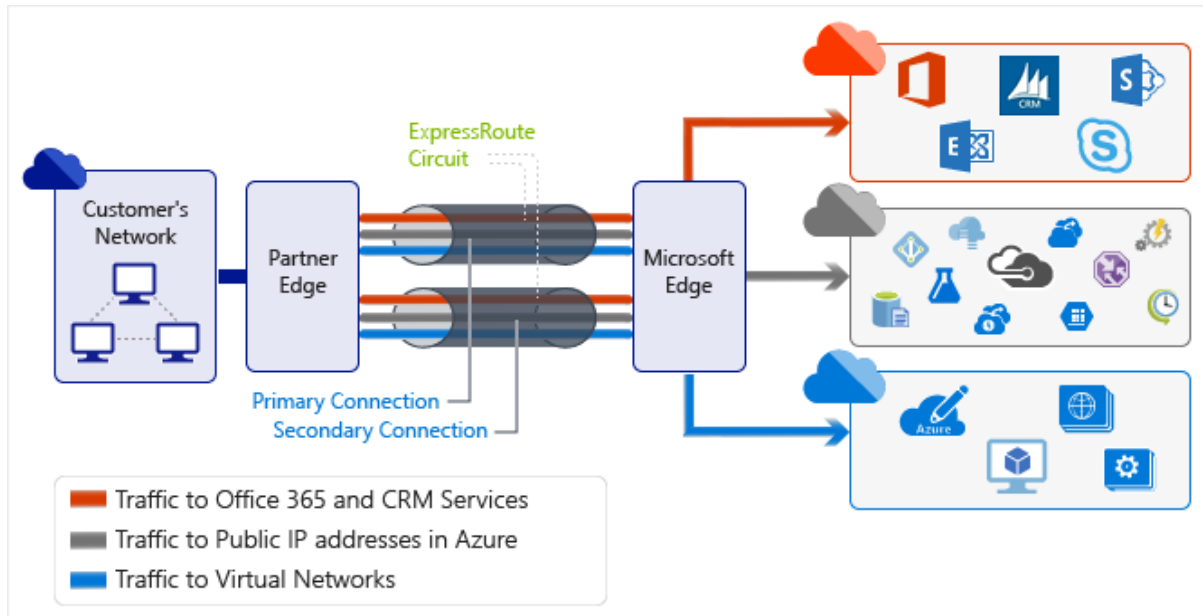 ExpressRoute
Circuit
Customer's
Network
Partner
Edge
Microsoft
Edge
Primary Connection
Secondary Connection
CRM
S
E
S
Azure
Traffic to Office 365 and CRM Services
Traffic to Public IP addresses in Azure
Traffic to Virtual Networks